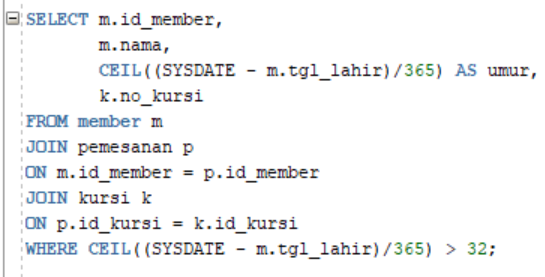 SELECT m.id_member,
m.nama,
CEIL((SYSDATE - m.tgl_lahir)/365) AS umur,
k.no_kursi
FROM member m
JOIN pemesanan p
ON m.id_member = p.id_member
JOIN kursi k
ON p.id_kursi = k.id_kursi
WHERE CEIL((SYSDATE - m.tgl_lahir)/365) > 32;